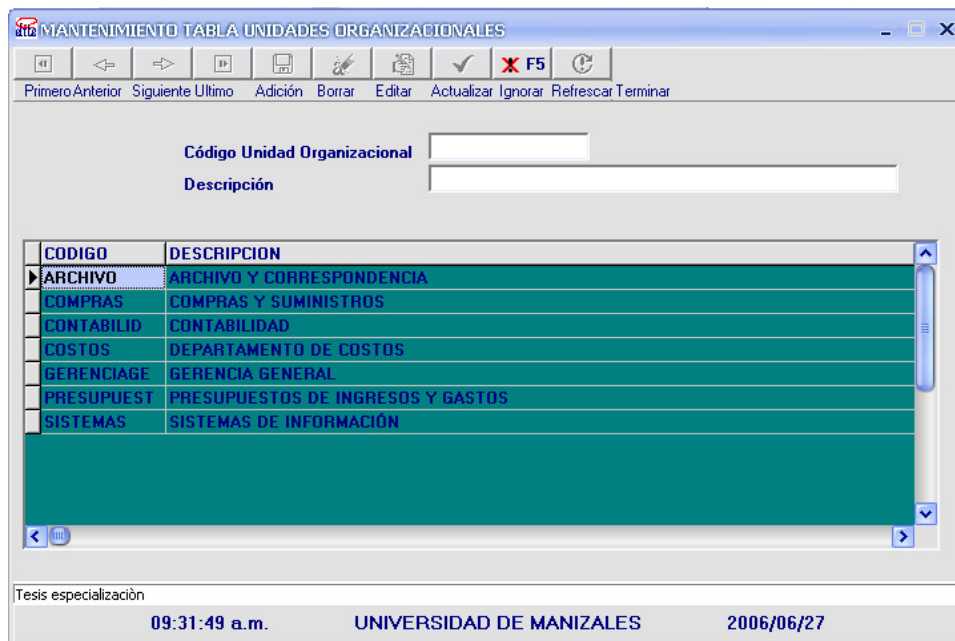 MANTENIMIENTO TABLA UNIDADES ORGANIZACIONALES
F5
Primero Anterior Siguiente Ultimo Adición Borrar Editar Actualizar Ignorar Refrescar Terminar
Código Unidad Organizacional
Descripción
CODIGO DESCRIPCION
ARCHIVO ARCHIVO Y CORRESPONDENCIA
COMPRAS COMPRAS Y SUMINISTROS
CONTABILID CONTABILIDAD
COSTOS DEPARTAMENTO DE COSTOS
GERENCIAGE GERENCIA GENERAL
PRESUPUEST PRESUPUESTOS DE INGRESOS Y GASTOS
SISTEMAS SISTEMAS DE INFORMACIÓN
Tesis especializaciòn
09:31:49 a.m. UNIVERSIDAD DE MANIZALES 2006/06/27